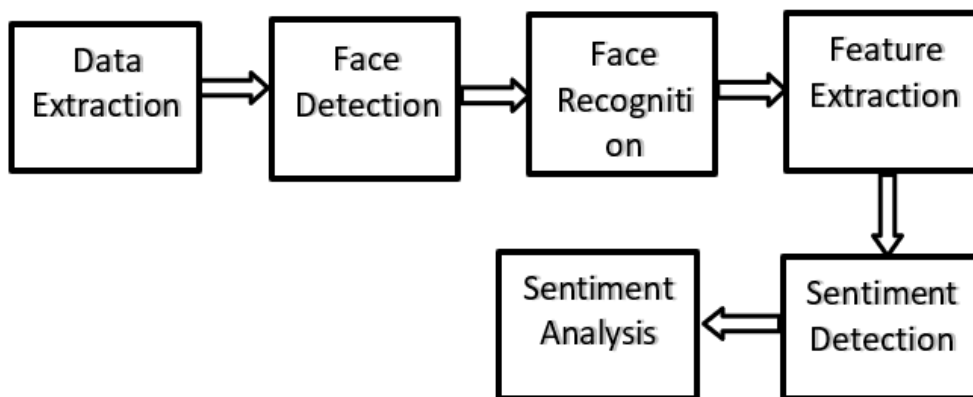 Data
Extraction
Face
Detection
Face
Recogniti
on
Feature
Extraction
Sentiment
Analysis
Sentiment
Detection